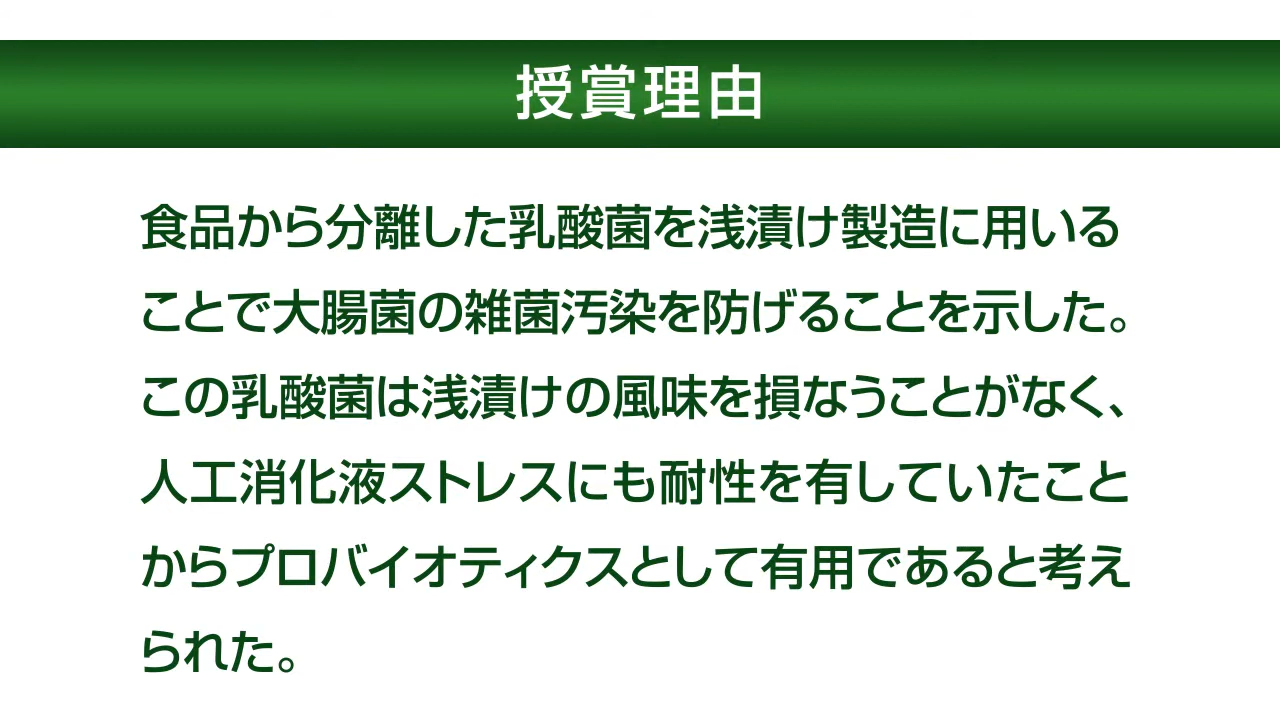 授賞理由
食品から分離した乳酸菌を浅漬け製造に用いる
ことで大腸菌の雑菌汚染を防げることを示した。
この乳酸菌は浅漬けの風味を損なうことがなく、
人工消化液ストレスにも耐性を有していたこと
からプロバイオティクスとして有用であると考え
られた。